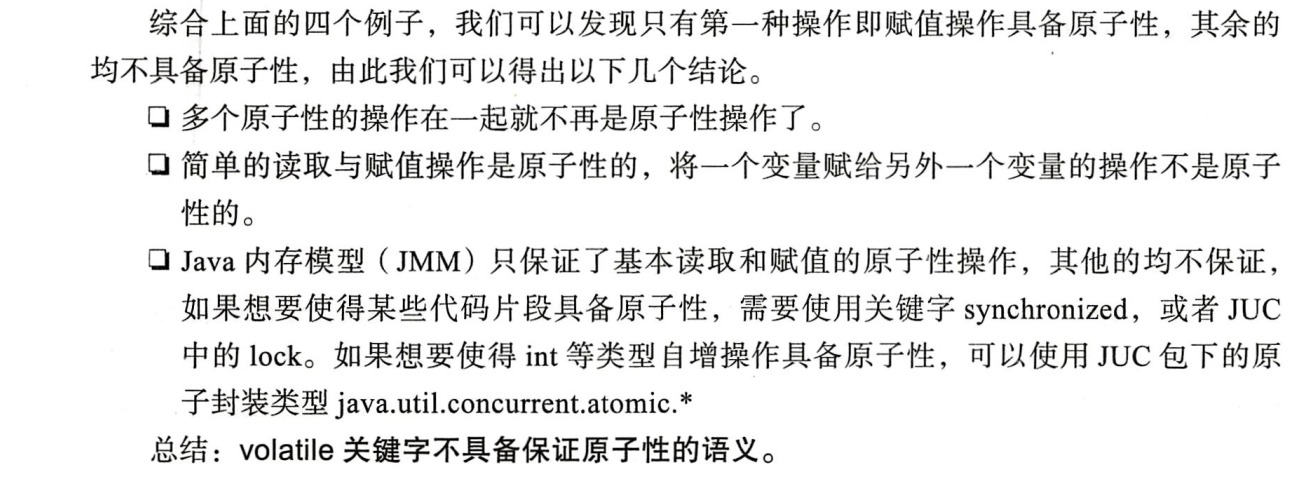 综合上面的四个例子，我们可以发现只有第一种操作即赋值操作具备原子性，其余的
均不具备原子性，由此我们可以得出以下几个结论。
❏ 多个原子性的操作在一起就不再是原子性操作了。
❏ 简单的读取与赋值操作是原子性的，将一个变量赋给另外一个变量的操作不是原子
性的。
❏ Java 内存模型（JMM）只保证了基本读取和赋值的原子性操作，其他的均不保证，
如果想要使得某些代码片段具备原子性，需要使用关键字 synchronized，或者 JUC
中的 lock。如果想要使得 int 等类型自增操作具备原子性，可以使用 JUC 包下的原
子封装类型 java.util.concurrent.atomic.*
总结：volatile 关键字不具备保证原子性的语义。